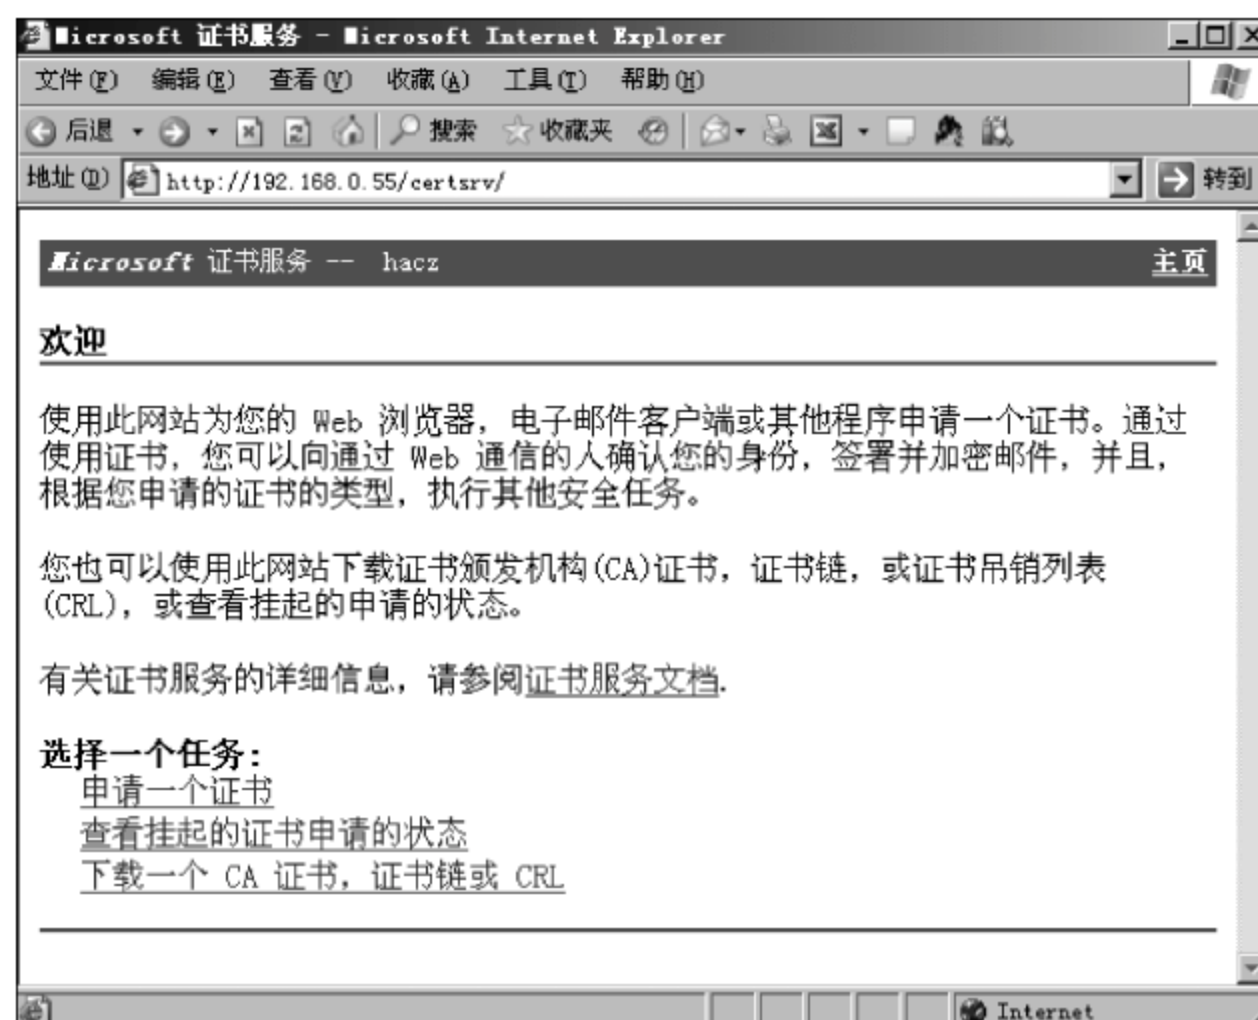 Microsoft 证书服务 - Microsoft Internet Explorer
文件(F) 编辑(E) 查看(V) 收藏(A) 工具(T) 帮助(H)
后退 搜索 收藏夹
地址(D) http://192.168.0.55/certsrv/ 转到
Microsoft 证书服务 -- hacz 主页
欢迎
使用此网站为您的 Web 浏览器，电子邮件客户端或其他程序申请一个证书。通过
使用证书，您可以向通过 Web 通信的人确认您的身份，签署并加密邮件，并且，
根据您申请的证书的类型，执行其他安全任务。
您也可以使用此网站下载证书颁发机构(CA)证书，证书链，或证书吊销列表
(CRL)，或查看挂起的申请的状态。
有关证书服务的详细信息，请参阅证书服务文档.
选择一个任务:
申请一个证书
查看挂起的证书申请的状态
下载一个 CA 证书，证书链或 CRL
Internet